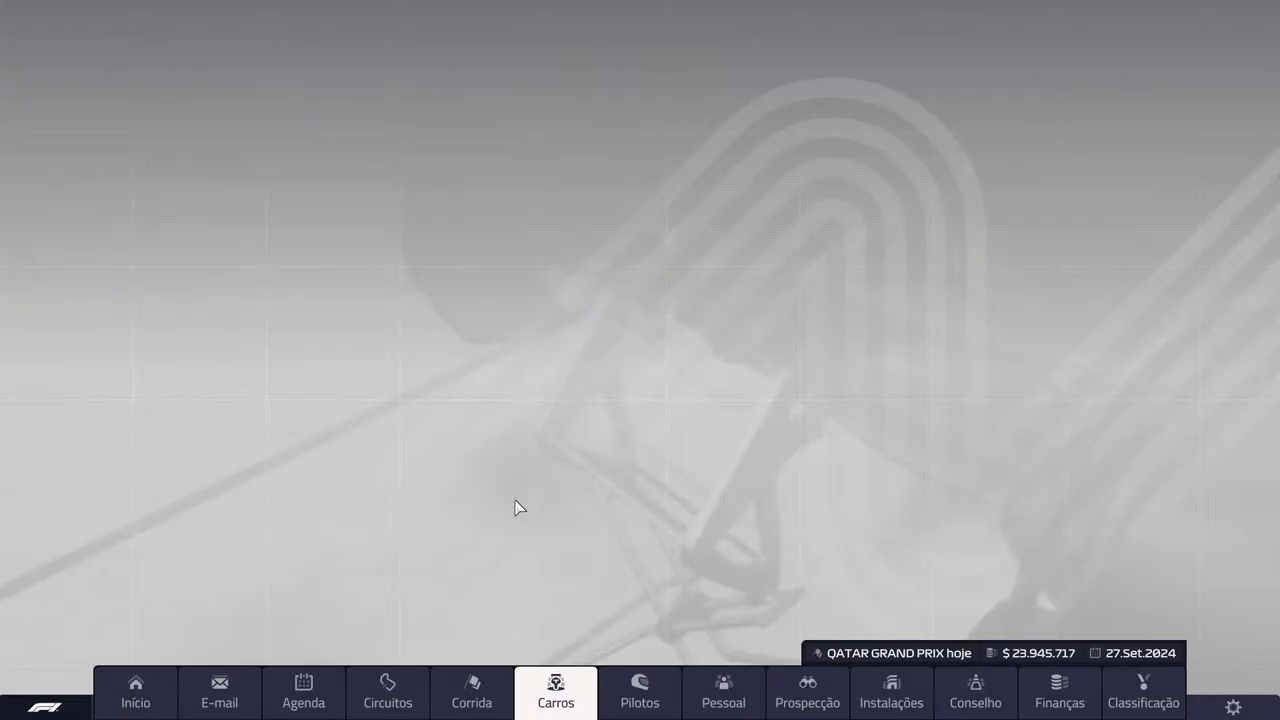 QATAR GRAND PRIX hoje $ 23.945.717 27.Set.2024
Início E-mail Agenda Circuitos Corrida Carros Pilotos Pessoal Prospecção Instalações Conselho Finanças Classificação